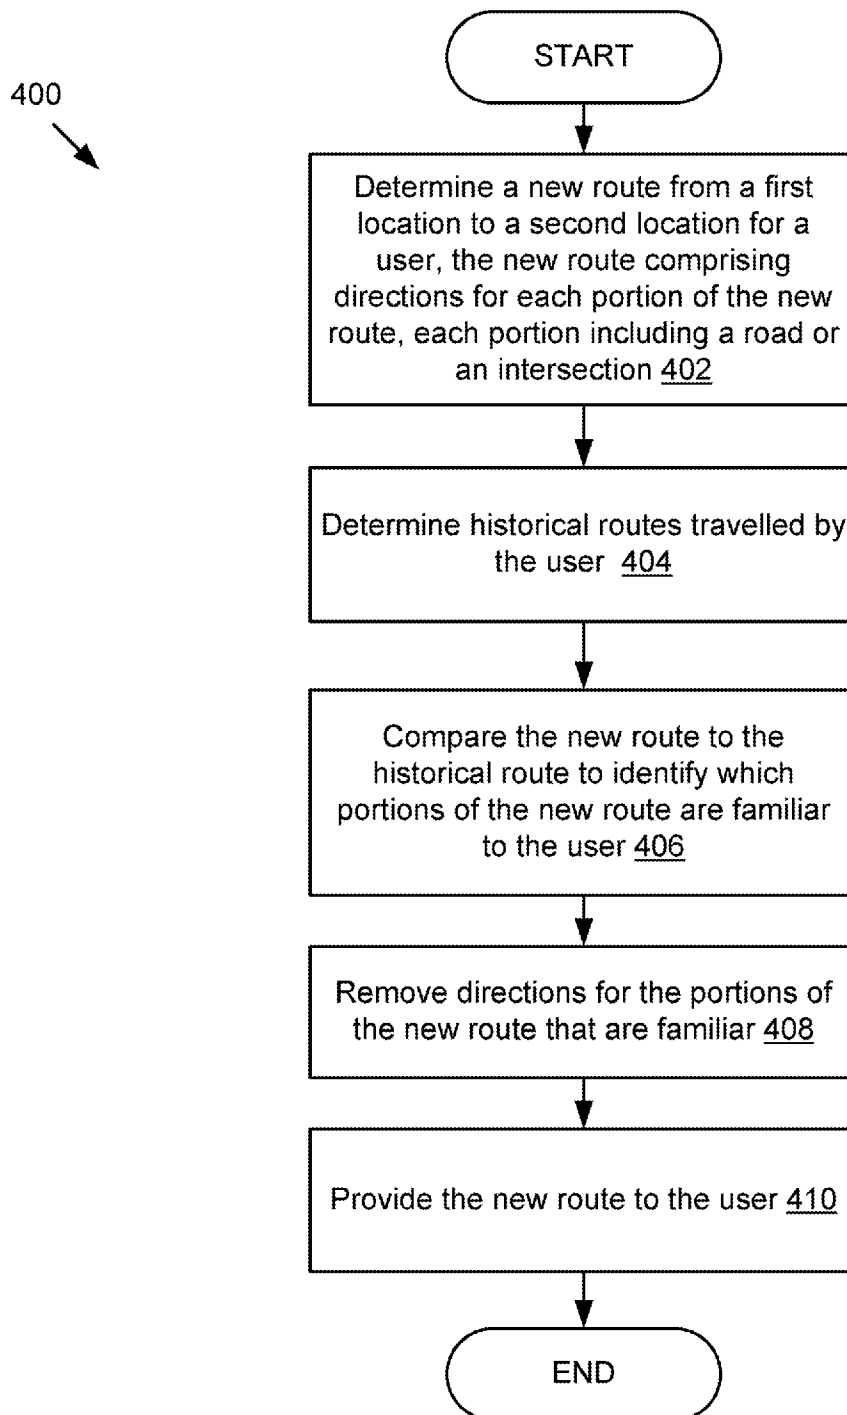 START
400
Determine a new route from a first
location to a second location for a
user, the new route comprising
directions for each portion of the new
route, each portion including a road or
an intersection 402
Determine historical routes travelled by
the user 404
Compare the new route to the
historical route to identify which
portions of the new route are familiar
to the user 406
Remove directions for the portions of
the new route that are familiar 408
Provide the new route to the user 410
END